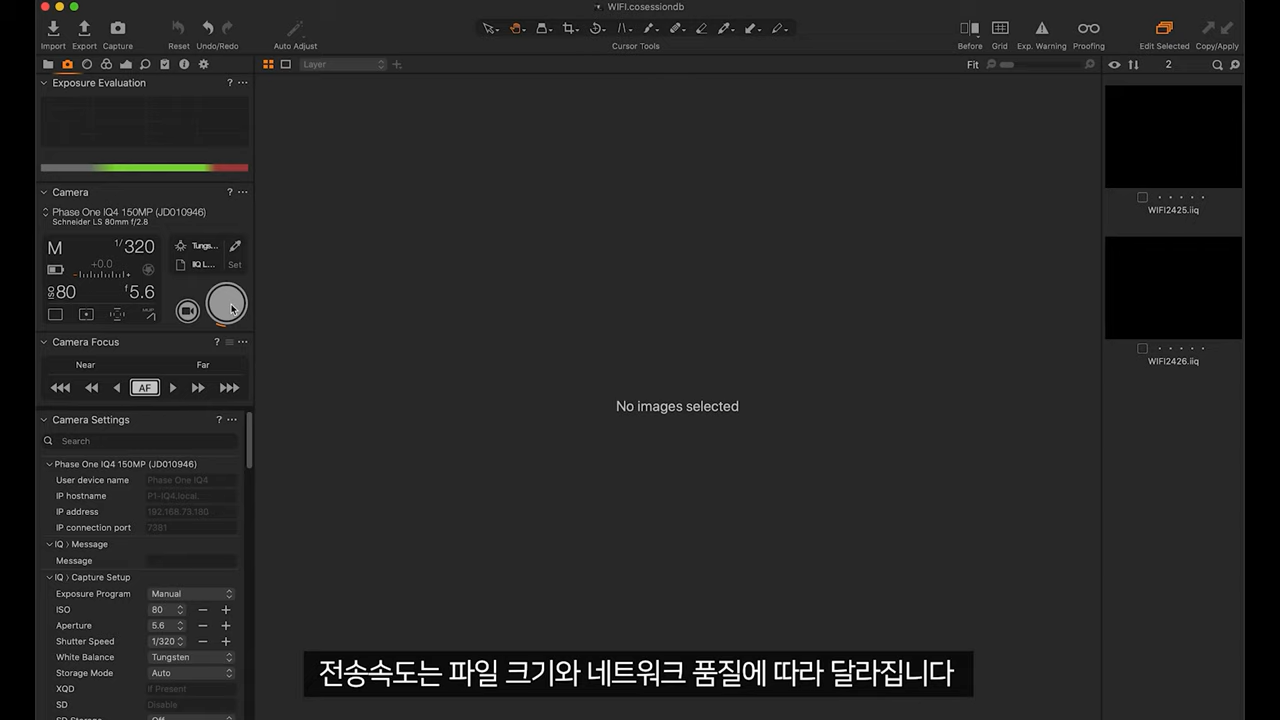 WIFI.cosessiondb
Import Export Capture Reset Undo/Redo Auto Adjust Cursor Tools Before Grid Exp. Warning Proofing Edit Selected Copy/Apply
Layer Fit 2
Exposure Evaluation ?
Camera ?
Phase One IQ4 150MP (JD010946)
Schneider LS 80mm f/2.8
M 1/320 Tungs...
+0.0 IIQ L... Set
ISO 80 f5.6
Camera Focus ?
Near Far
AF
Camera Settings ?
Search
Phase One IQ4 150MP (JD010946)
User device name Phase One IQ4
IP hostname P1-IQ4.local.
IP address 192.168.73.180
IP connection port 7381
IQ > Message
Message
IQ > Capture Setup
Exposure Program Manual
ISO 80
Aperture 5.6
Shutter Speed 1/320
White Balance Tungsten
Storage Mode Auto
XQD If Present
SD Disable
SD Storage... Off
No images selected
WIFI2425.iiq
WIFI2426.iiq
전송속도는 파일 크기와 네트워크 품질에 따라 달라집니다